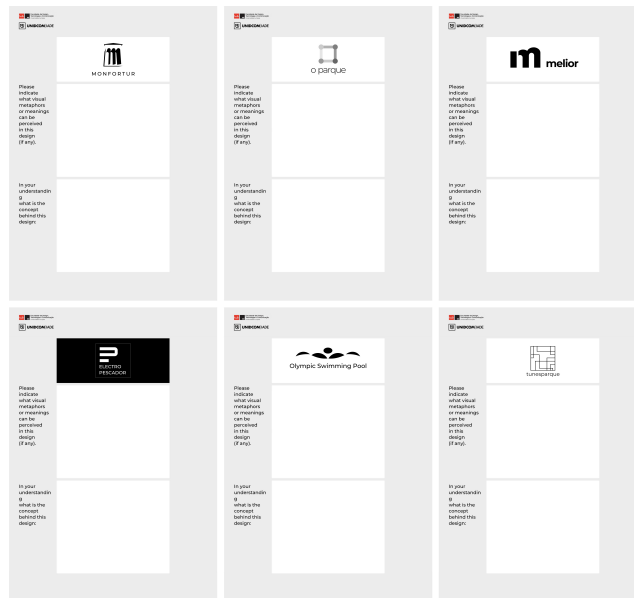 UNIDCOM/IADE
MONFORTUR
Please
indicate
what visual
metaphors
or meanings
can be
perceived
in this
design
(if any).
In your
understandin
g
what is the
concept
behind this
design:
UNIDCOM/IADE
o parque
Please
indicate
what visual
metaphors
or meanings
can be
perceived
in this
design
(if any).
In your
understandin
g
what is the
concept
behind this
design:
UNIDCOM/IADE
m melior
Please
indicate
what visual
metaphors
or meanings
can be
perceived
in this
design
(if any).
In your
understandin
g
what is the
concept
behind this
design:
UNIDCOM/IADE
ELECTRO
PESCADOR
Please
indicate
what visual
metaphors
or meanings
can be
perceived
in this
design
(if any).
In your
understandin
g
what is the
concept
behind this
design:
UNIDCOM/IADE
Olympic Swimming Pool
Please
indicate
what visual
metaphors
or meanings
can be
perceived
in this
design
(if any).
In your
understandin
g
what is the
concept
behind this
design:
UNIDCOM/IADE
tunesparque
Please
indicate
what visual
metaphors
or meanings
can be
perceived
in this
design
(if any).
In your
understandin
g
what is the
concept
behind this
design: